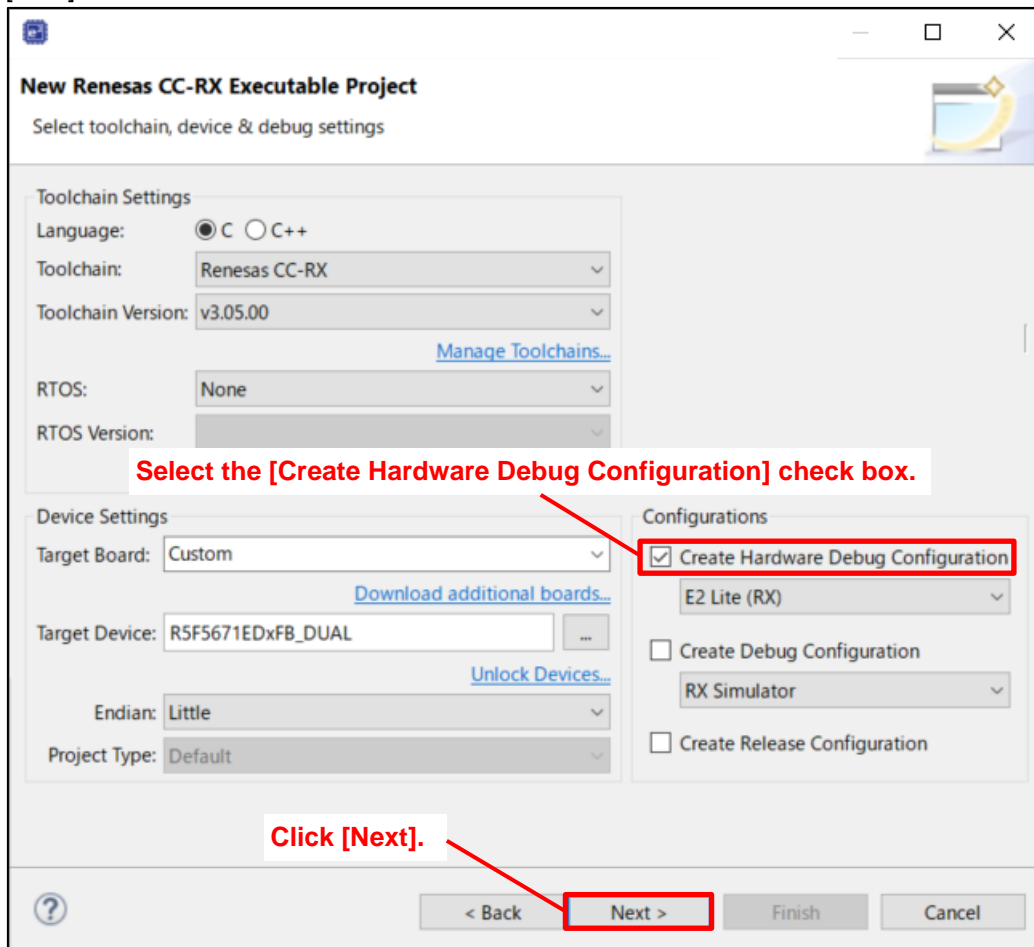 New Renesas CC-RX Executable Project
Select toolchain, device & debug settings
Toolchain Settings
Language: C C++
Toolchain: Renesas CC-RX
Toolchain Version: v3.05.00
Manage Toolchains...
RTOS: None
RTOS Version:
Select the [Create Hardware Debug Configuration] check box.
Device Settings
Target Board: Custom
Download additional boards...
Target Device: R5F5671EDxFB_DUAL ...
Unlock Devices...
Endian: Little
Project Type: Default
Configurations
Create Hardware Debug Configuration
E2 Lite (RX)
Create Debug Configuration
RX Simulator
Create Release Configuration
Click [Next].
? < Back Next > Finish Cancel